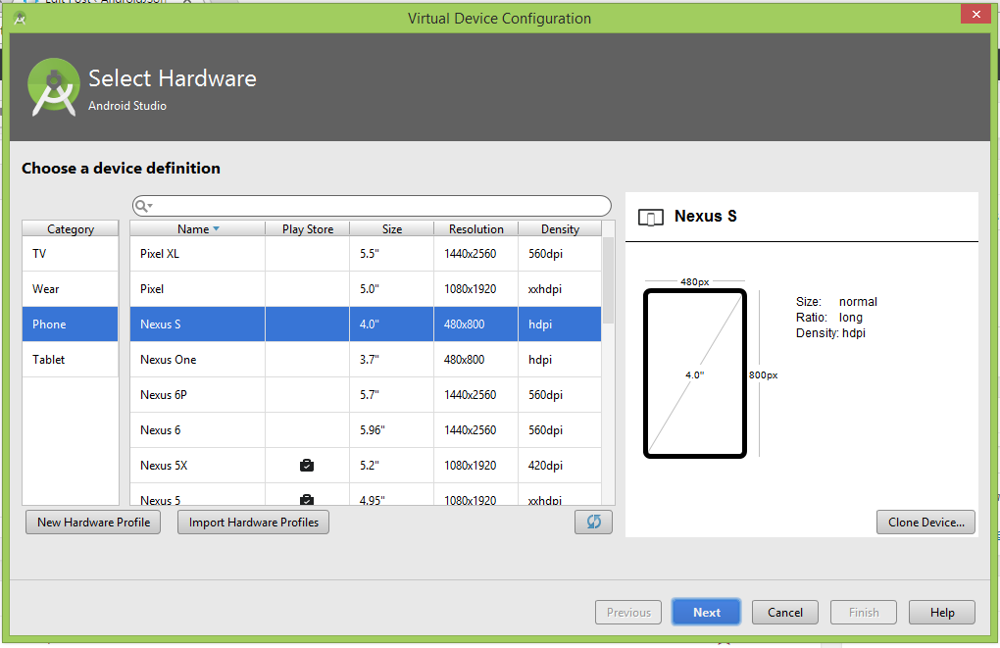 Edit Post ‹ Android/Soft
Virtual Device Configuration
Select Hardware
Android Studio
Choose a device definition
Category
TV
Wear
Phone
Tablet
Name Play Store Size Resolution Density
Pixel XL 5.5" 1440x2560 560dpi
Pixel 5.0" 1080x1920 xxhdpi
Nexus S 4.0" 480x800 hdpi
Nexus One 3.7" 480x800 hdpi
Nexus 6P 5.7" 1440x2560 560dpi
Nexus 6 5.96" 1440x2560 560dpi
Nexus 5X 5.2" 1080x1920 420dpi
Nexus 5 4.95" 1080x1920 xxhdpi
New Hardware Profile Import Hardware Profiles
Nexus S
480px
4.0"
800px
Size: normal
Ratio: long
Density: hdpi
Clone Device...
Previous Next Cancel Finish Help